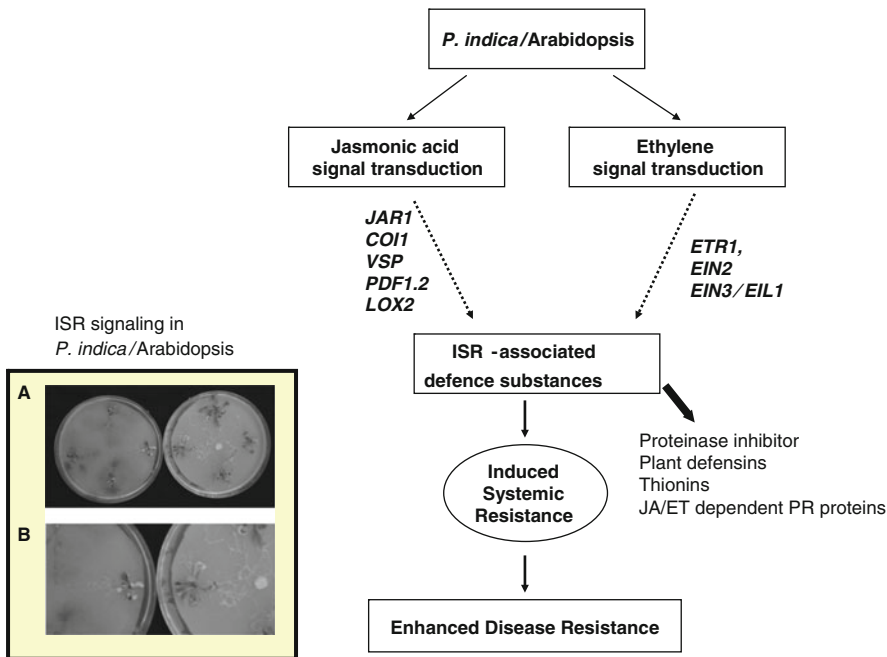 P. indica/Arabidopsis
Jasmonic acid
signal transduction
Ethylene
signal transduction
JAR1
COI1
VSP
PDF1.2
LOX2
ETR1,
EIN2
EIN3/EIL1
ISR signaling in
P. indica/Arabidopsis
A
B
ISR -associated
defence substances
Proteinase inhibitor
Plant defensins
Thionins
JA/ET dependent PR proteins
Induced
Systemic
Resistance
Enhanced Disease Resistance